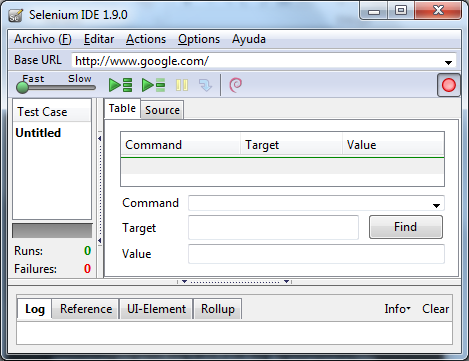 Selenium IDE 1.9.0
Archivo (F) Editar Actions Options Ayuda
Base URL http://www.google.com/
Fast Slow
Test Case
Untitled
Runs: 0
Failures: 0
Table Source
Command Target Value
Command
Target Find
Value
Log Reference UI-Element Rollup Info Clear